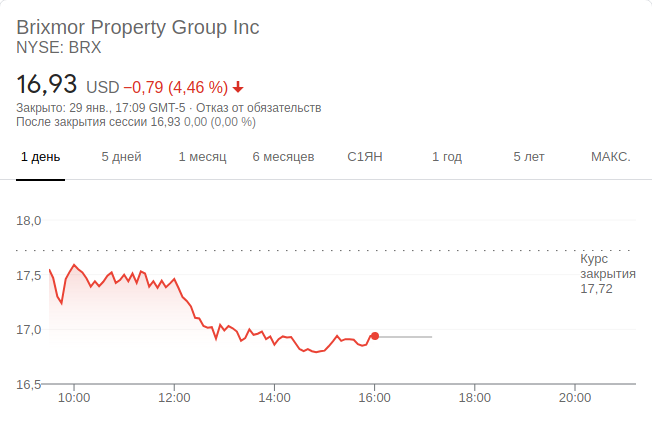 Brixmor Property Group Inc
NYSE: BRX
16,93 USD −0,79 (4,46 %)
Закрыто: 29 янв., 17:09 GMT-5 · Отказ от обязательств
После закрытия сессии 16,93 0,00 (0,00 %)
1 день 5 дней 1 месяц 6 месяцев С1ЯН 1 год 5 лет МАКС.
18,0
Курс
закрытия
17,72
17,5
17,0
16,5
10:00 12:00 14:00 16:00 18:00 20:00